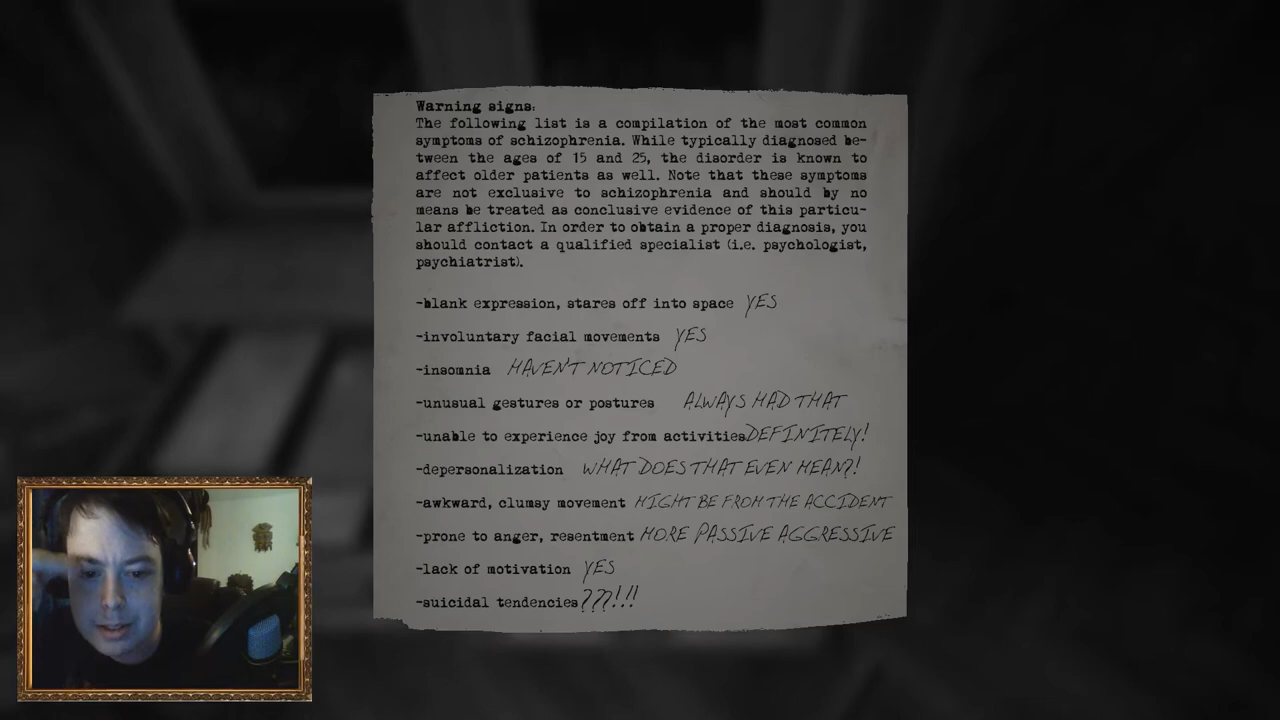 Warning signs:
The following list is a compilation of the most common
symptoms of schizophrenia. While typically diagnosed be-
tween the ages of 15 and 25, the disorder is known to
affect older patients as well. Note that these symptoms
are not exclusive to schizophrenia and should by no
means be treated as conclusive evidence of this particu-
lar affliction. In order to obtain a proper diagnosis, you
should contact a qualified specialist (i.e. psychologist,
psychiatrist).
-blank expression, stares off into space YES
-involuntary facial movements YES
-insomnia HAVEN'T NOTICED
-unusual gestures or postures ALWAYS HAD THAT
-unable to experience joy from activities DEFINITELY!
-depersonalization WHAT DOES THAT EVEN MEAN?!
-awkward, clumsy movement MIGHT BE FROM THE ACCIDENT
-prone to anger, resentment MORE PASSIVE AGGRESSIVE
-lack of motivation YES
-suicidal tendencies ???!!!